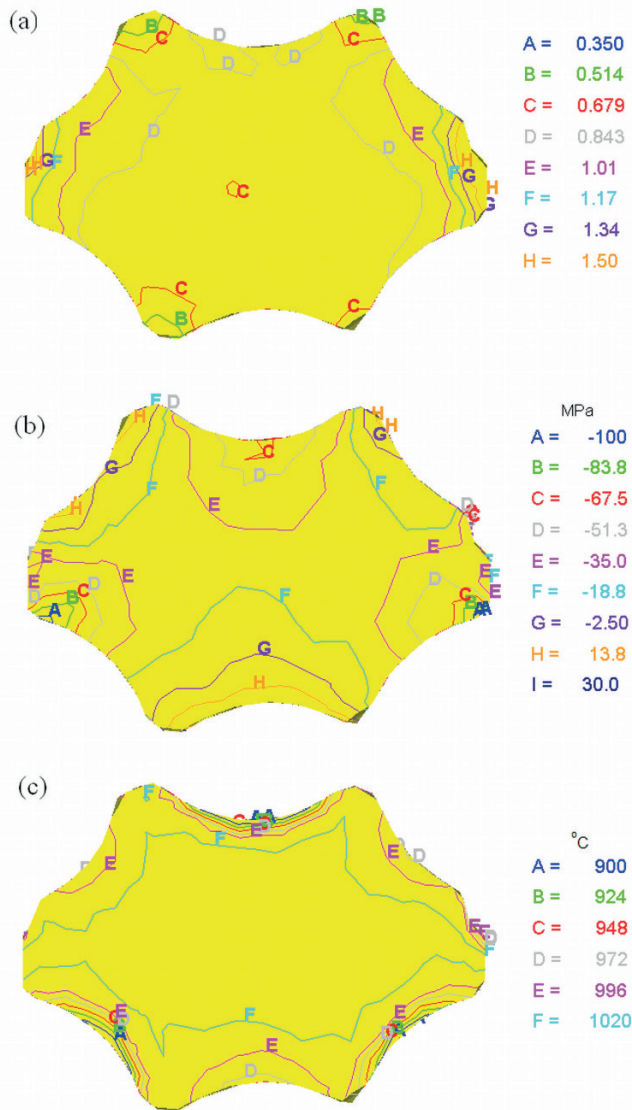 (a)
B
B B
C
D
C
D
D
E
D
D
E
H H G F
H
F G
C
H
G
C
B
C
A = 0.350
B = 0.514
C = 0.679
D = 0.843
E = 1.01
F = 1.17
G = 1.34
H = 1.50
(b)
F D
H
H
H
G
C
G
D
F
E
F
H
D
C
E
E
E
D
B C D
A
E
F
E
F
E
D
C
B
A A
G
H
MPa
A = -100
B = -83.8
C = -67.5
D = -51.3
E = -35.0
F = -18.8
G = -2.50
H = 13.8
I = 30.0
(c)
F
C A A
D
E
F
E
D
E
D
E E
D
F
C
D
B
A
F
E
D
E
E
D
°C
A = 900
B = 924
C = 948
D = 972
E = 996
F = 1020